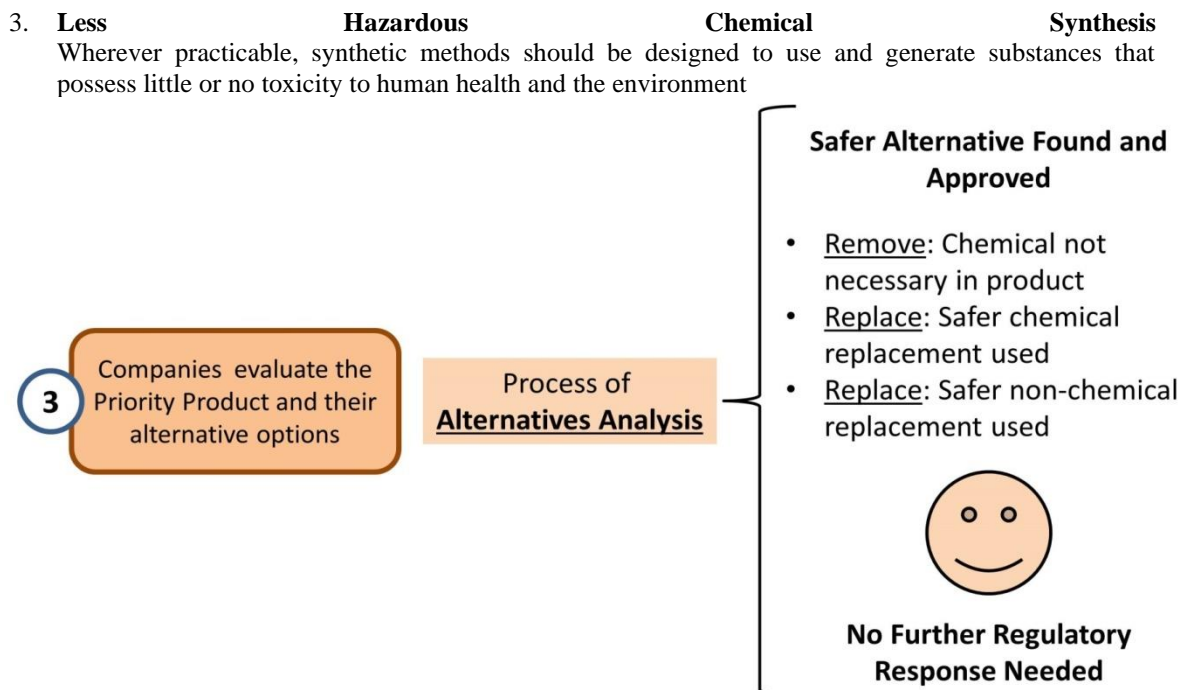 3. Less Hazardous Chemical Synthesis
Wherever practicable, synthetic methods should be designed to use and generate substances that
possess little or no toxicity to human health and the environment
3
Companies evaluate the
Priority Product and their
alternative options
Process of
Alternatives Analysis
Safer Alternative Found and
Approved
• Remove: Chemical not
necessary in product
• Replace: Safer chemical
replacement used
• Replace: Safer non-chemical
replacement used
No Further Regulatory
Response Needed